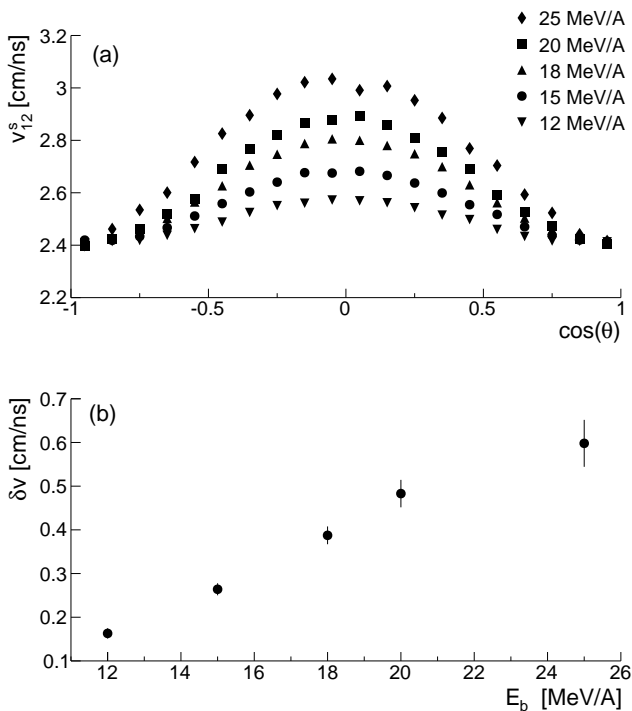 (a)
25 MeV/A
20 MeV/A
18 MeV/A
15 MeV/A
12 MeV/A
v₁₂ˢ [cm/ns]
3.2
3.0
2.8
2.6
2.4
2.2
-1 -0.5 0 0.5 1
cos(θ)
(b)
δv [cm/ns]
0.7
0.6
0.5
0.4
0.3
0.2
0.1
12 14 16 18 20 22 24 26
E_b [MeV/A]